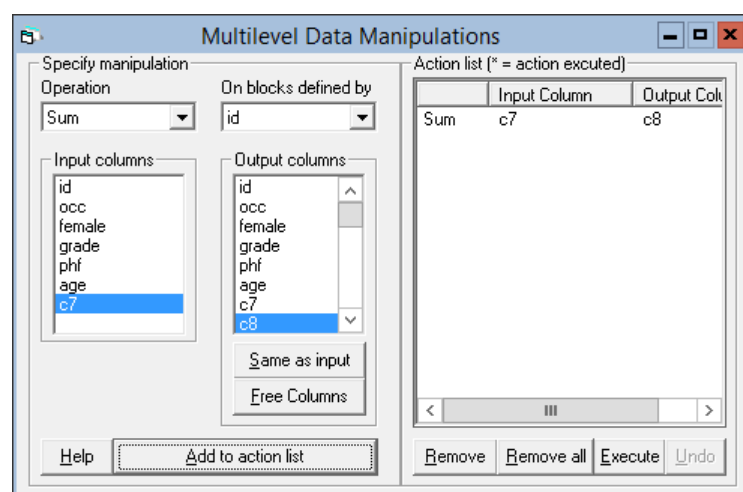 Multilevel Data Manipulations
Specify manipulation
Operation
On blocks defined by
Sum
id
Input columns
id
occ
female
grade
phf
age
c7
Output columns
id
occ
female
grade
phf
age
c7
c8
Same as input
Free Columns
Help
Add to action list
Action list (* = action excuted)
Input Column
Output Colu
Sum
c7
c8
Remove
Remove all
Execute
Undo